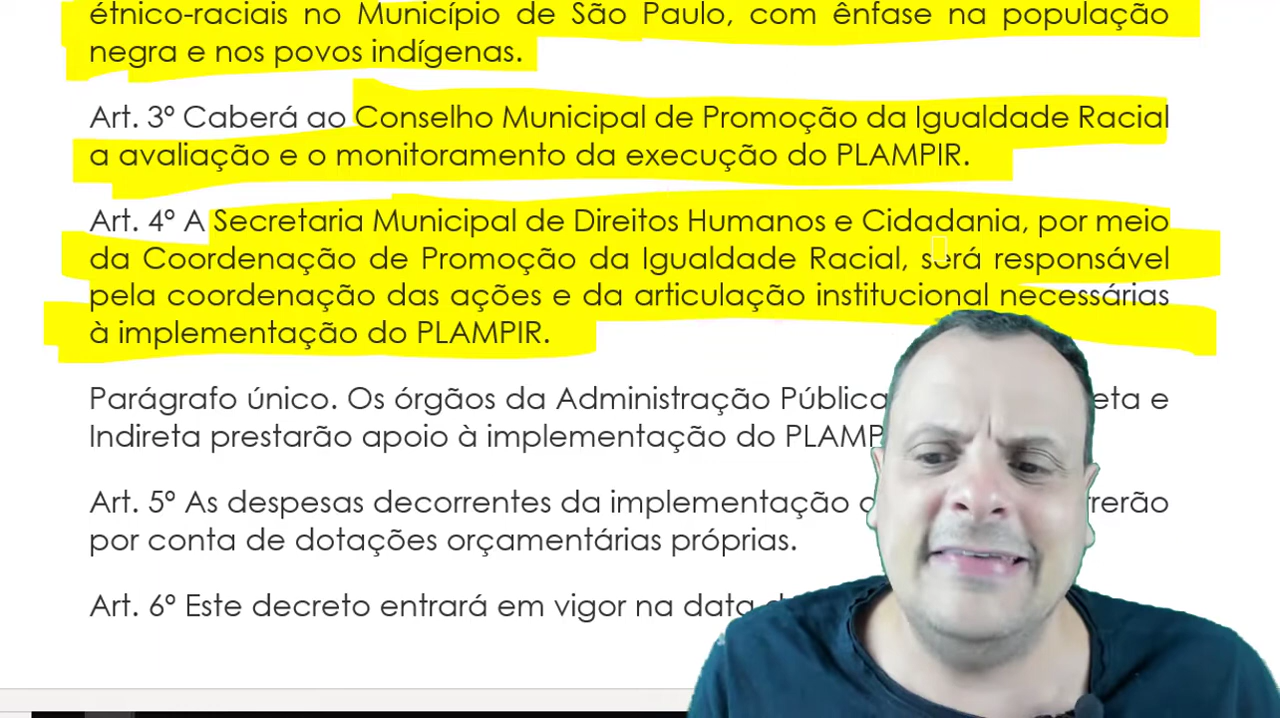 étnico-raciais no Município de São Paulo, com ênfase na população
negra e nos povos indígenas.
Art. 3º Caberá ao Conselho Municipal de Promoção da Igualdade Racial
a avaliação e o monitoramento da execução do PLAMPIR.
Art. 4º A Secretaria Municipal de Direitos Humanos e Cidadania, por meio
da Coordenação de Promoção da Igualdade Racial, será responsável
pela coordenação das ações e da articulação institucional necessárias
à implementação do PLAMPIR.
Parágrafo único. Os órgãos da Administração Pública e
Indireta prestarão apoio à implementação do
Art. 5º As despesas decorrentes da implementação
por conta de dotações orçamentárias próprias.
Art. 6º Este decreto entrará em vigor na data